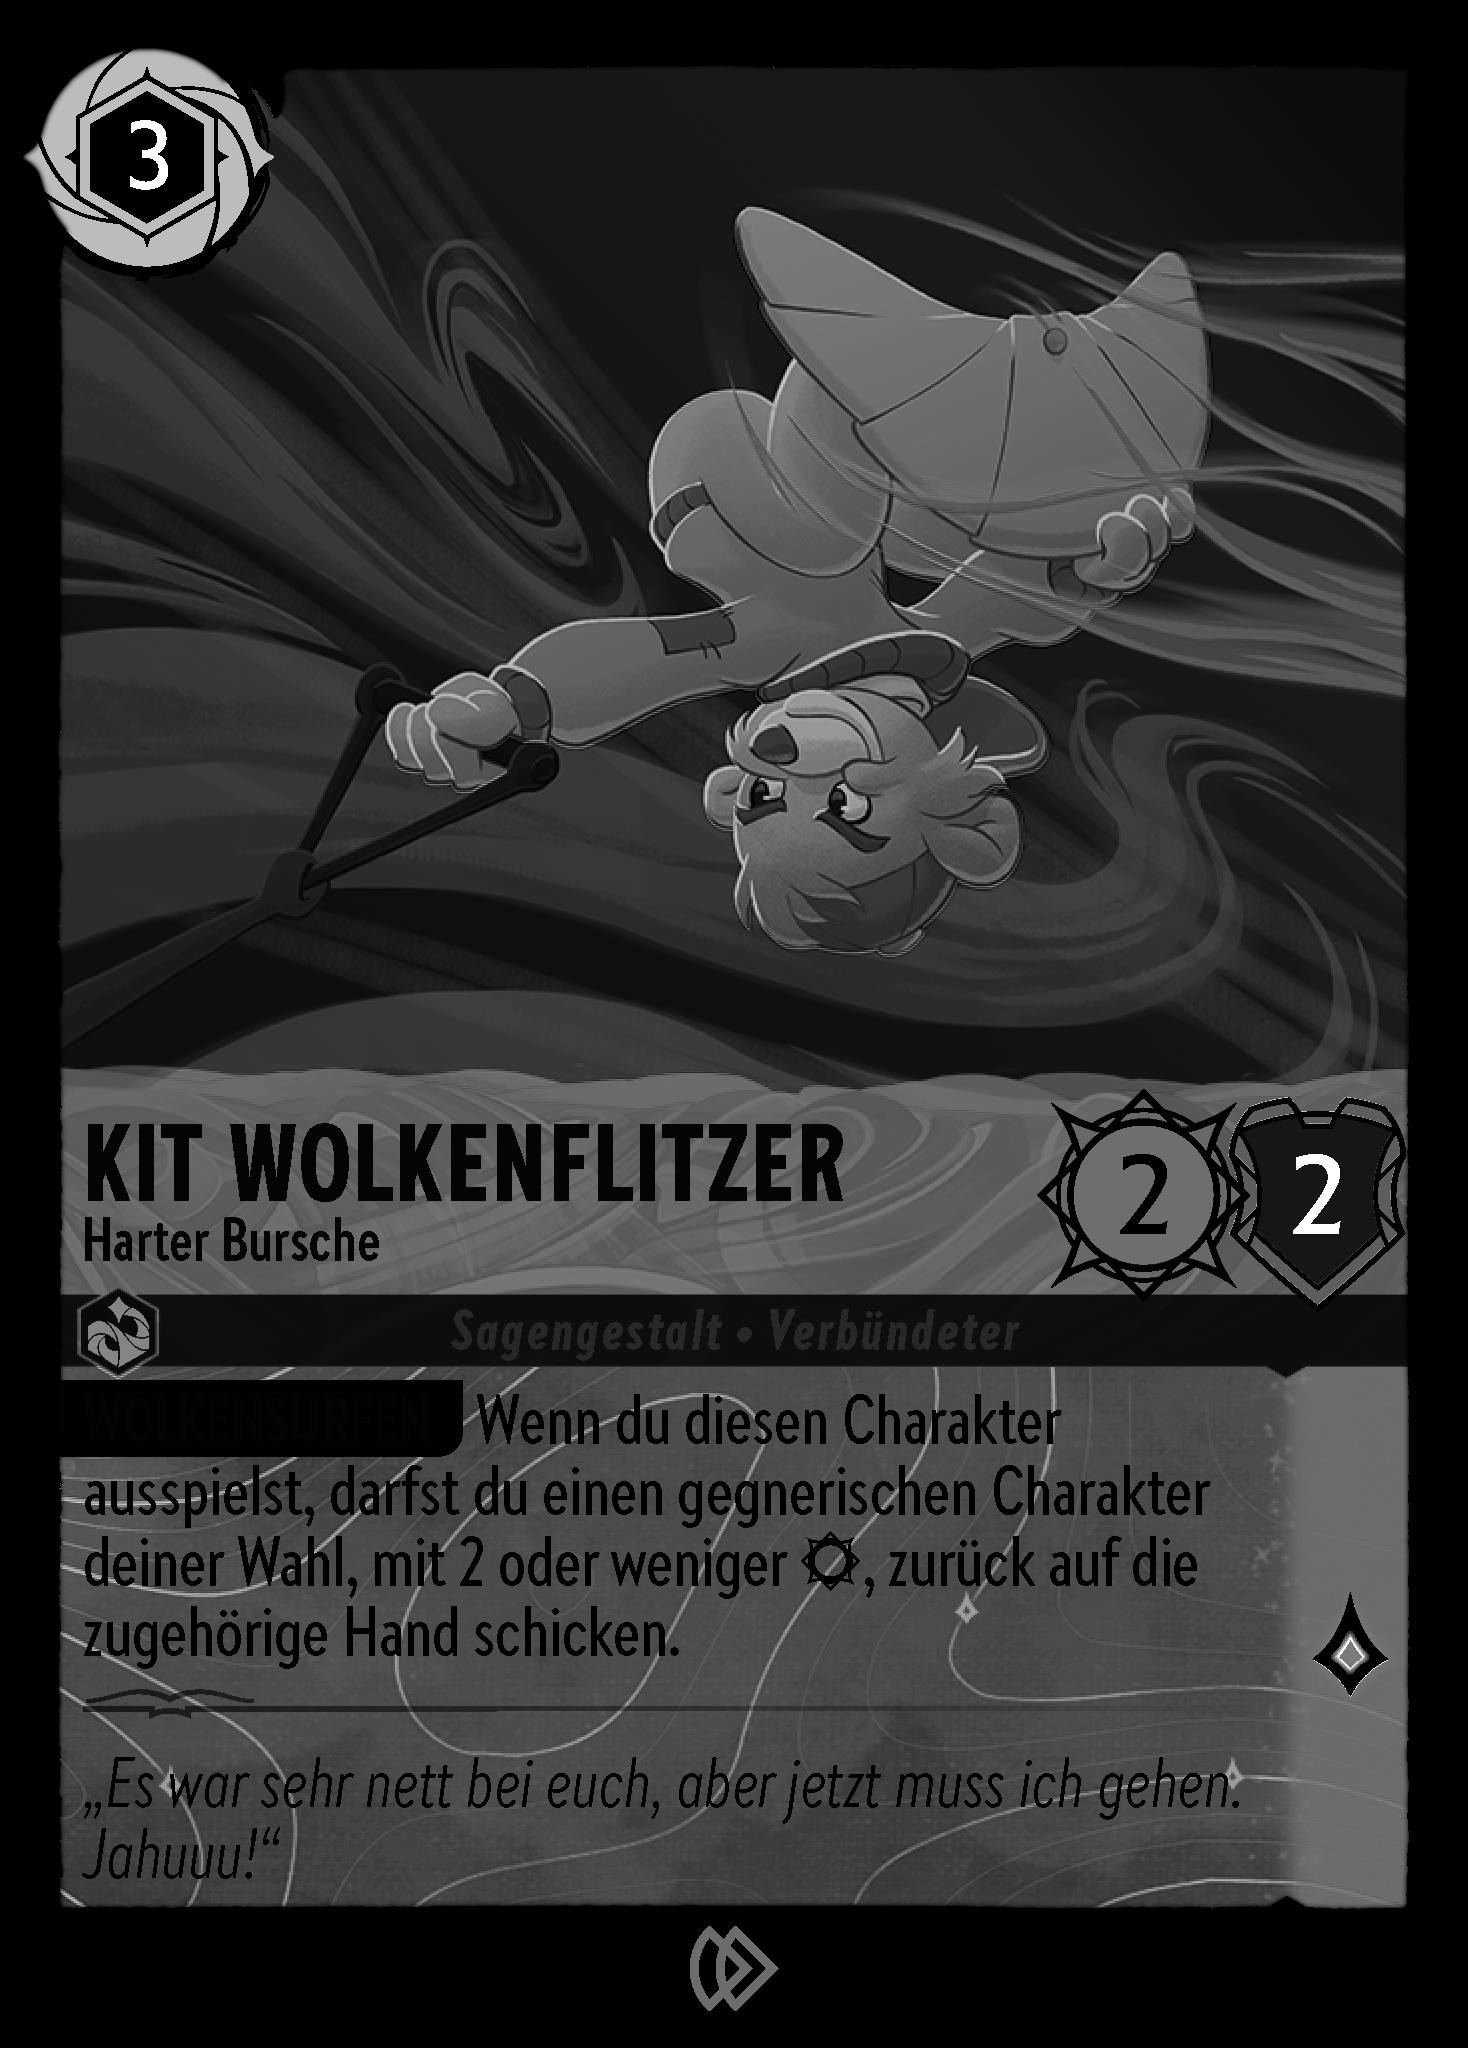 3
KIT WOLKENFLITZER
Harter Bursche
2
2
Sagengestalt • Verbündeter
WOLKENSURFEN Wenn du diesen Charakter
ausspielst, darfst du einen gegnerischen Charakter
deiner Wahl, mit 2 oder weniger , zurück auf die
zugehörige Hand schicken.
„Es war sehr nett bei euch, aber jetzt muss ich gehen.
Jahuuu!“